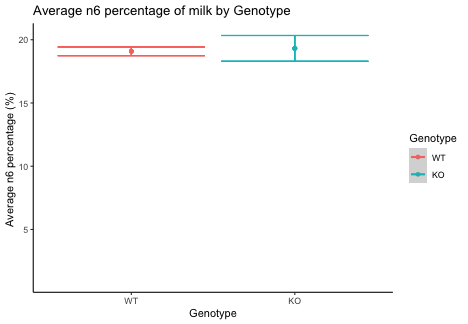 Average n6 percentage of milk by Genotype
Average n6 percentage (%)
20
15
10
5
WT
KO
Genotype
Genotype
WT
KO